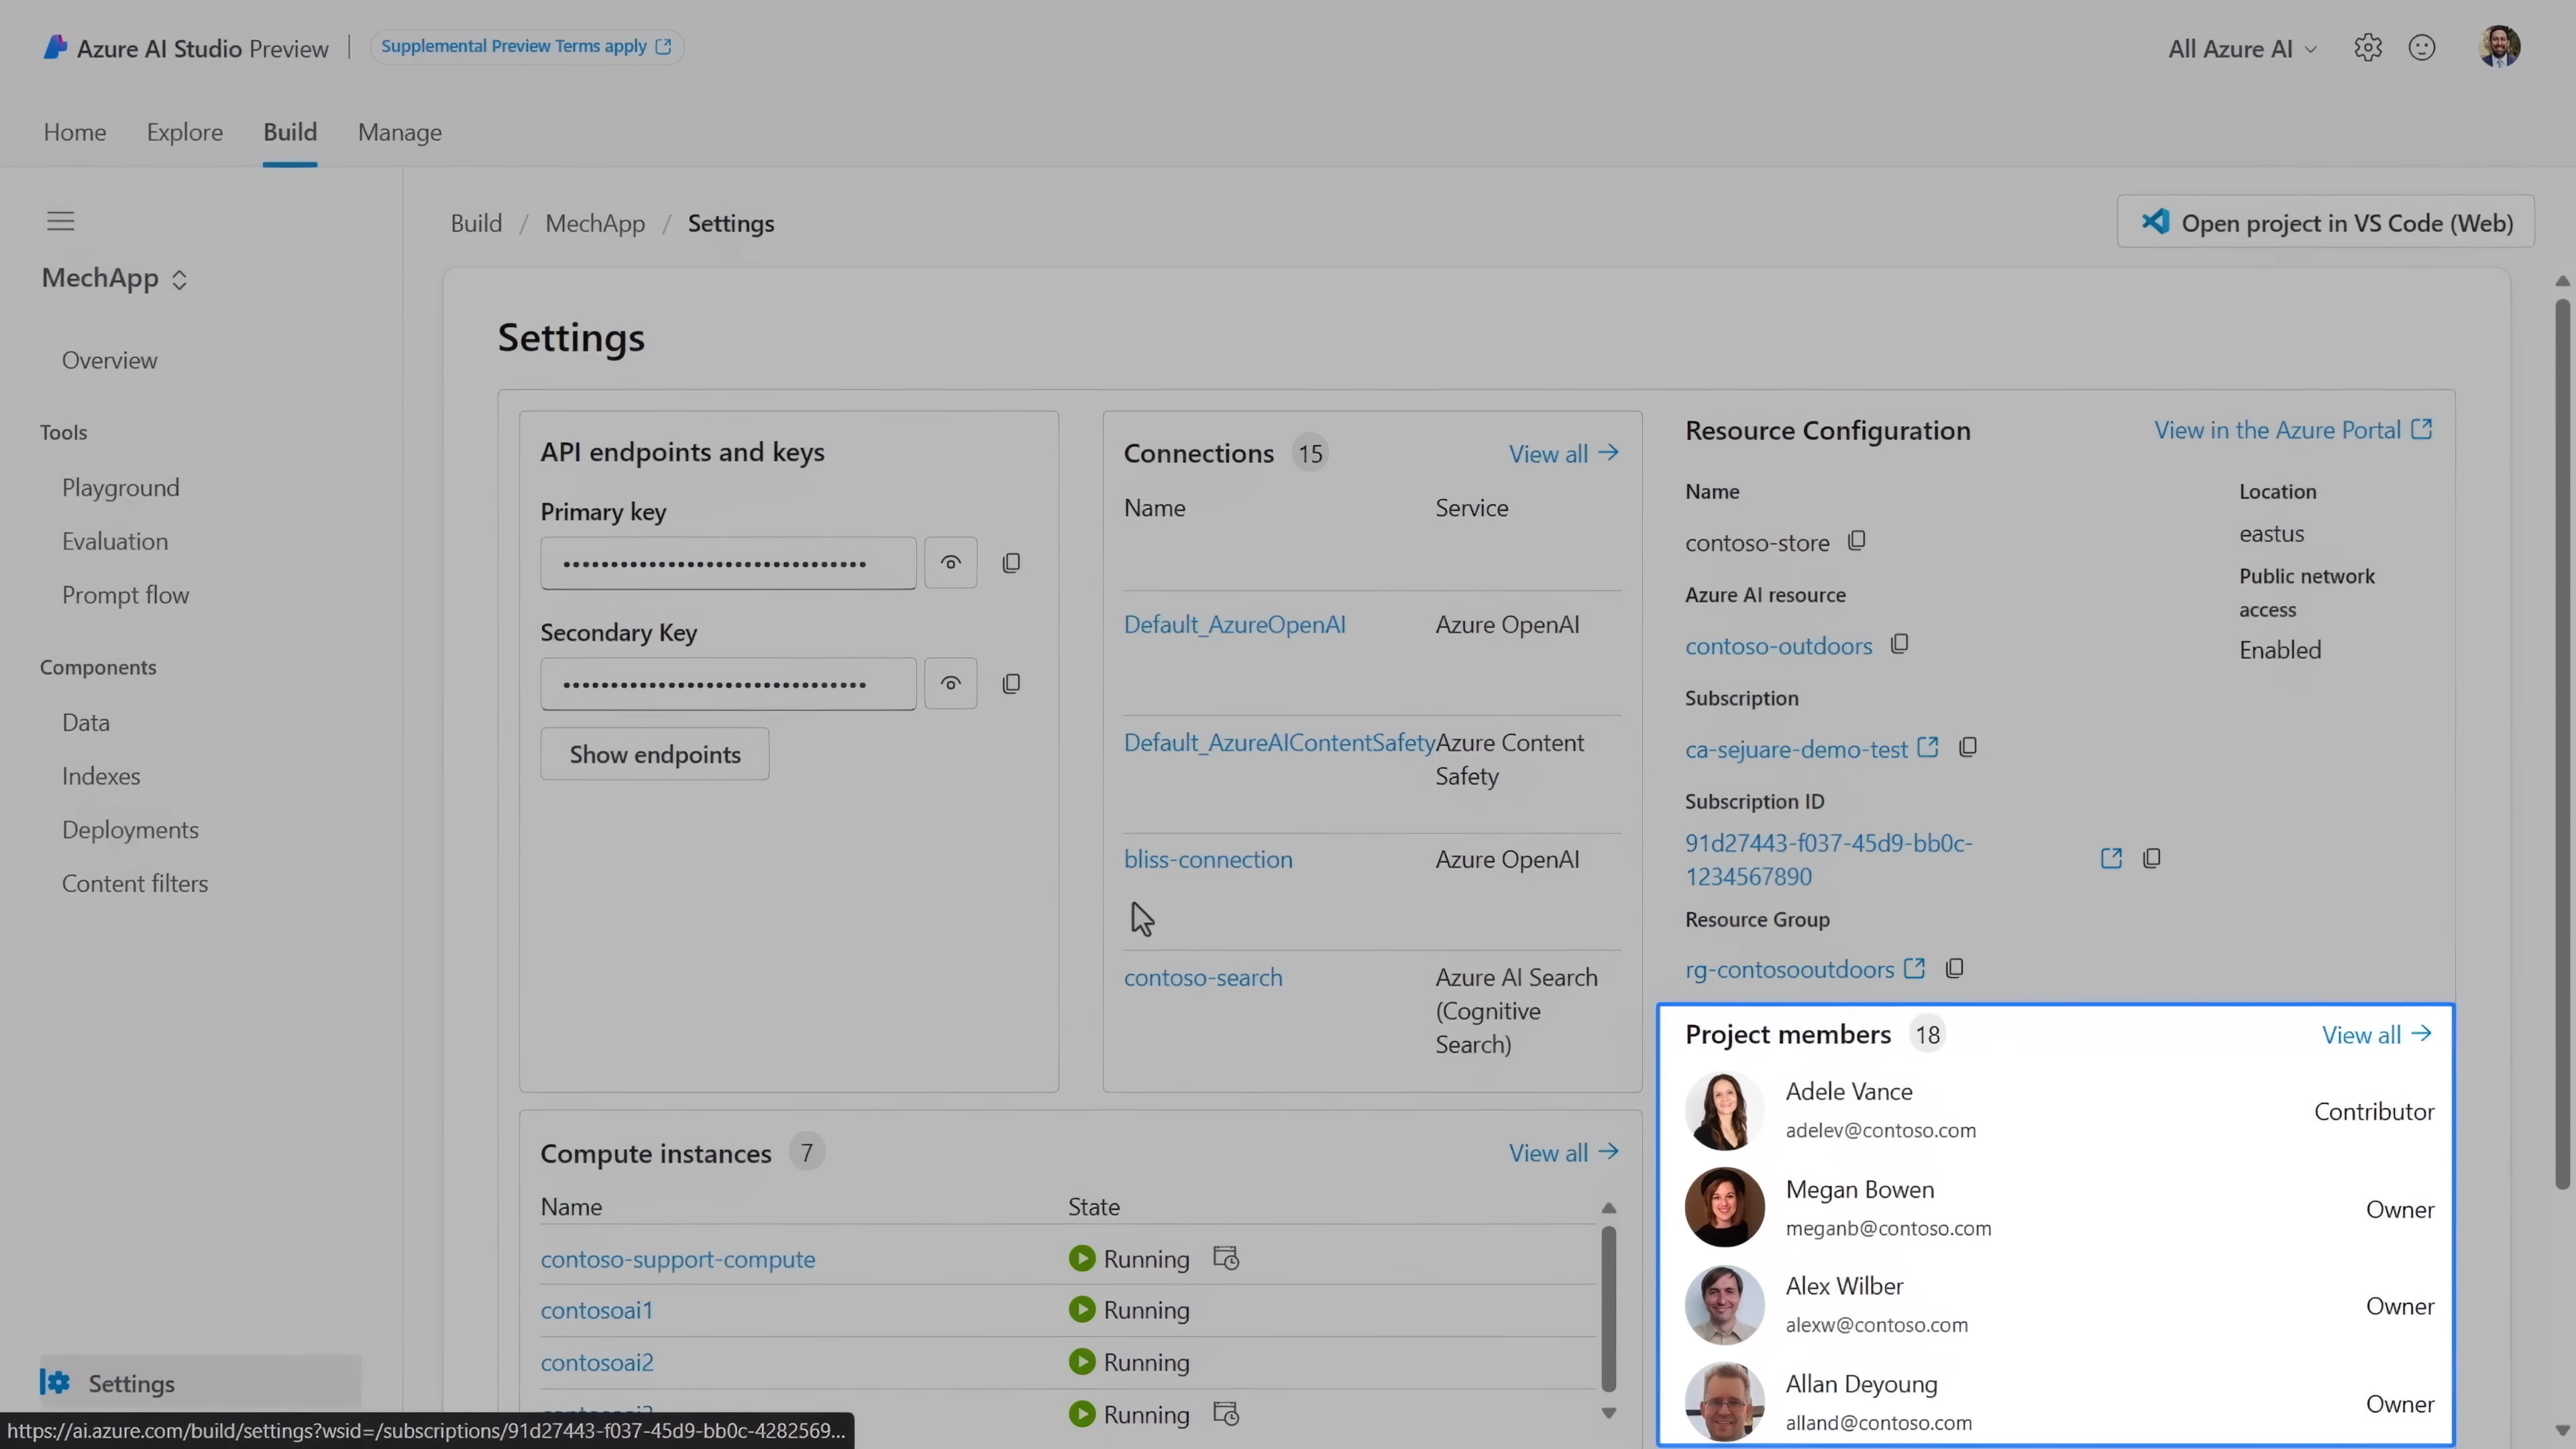 Azure AI Studio Preview
Supplemental Preview Terms apply
All Azure AI
Home
Explore
Build
Manage
MechApp
Overview
Tools
Playground
Evaluation
Prompt flow
Components
Data
Indexes
Deployments
Content filters
Settings
Build / MechApp / Settings
Open project in VS Code (Web)
Settings
API endpoints and keys
Primary key
••••••••••••••••••••••••••••••••
Secondary Key
••••••••••••••••••••••••••••••••
Show endpoints
Connections 15
View all
Name Service
Default_AzureOpenAI Azure OpenAI
Default_AzureAIContentSafety Azure Content
Safety
bliss-connection Azure OpenAI
contoso-search Azure AI Search
(Cognitive
Search)
Resource Configuration
View in the Azure Portal
Name
contoso-store
Azure AI resource
contoso-outdoors
Subscription
ca-sejuare-demo-test
Subscription ID
91d27443-f037-45d9-bb0c-
1234567890
Resource Group
rg-contosooutdoors
Location
eastus
Public network
access
Enabled
Compute instances 7
View all
Name State
contoso-support-compute Running
contosoai1 Running
contosoai2 Running
Running
Project members 18
View all
Adele Vance
adelev@contoso.com
Contributor
Megan Bowen
meganb@contoso.com
Owner
Alex Wilber
alexw@contoso.com
Owner
Allan Deyoung
alland@contoso.com
Owner
https://ai.azure.com/build/settings?wsid=/subscriptions/91d27443-f037-45d9-bb0c-4282569...